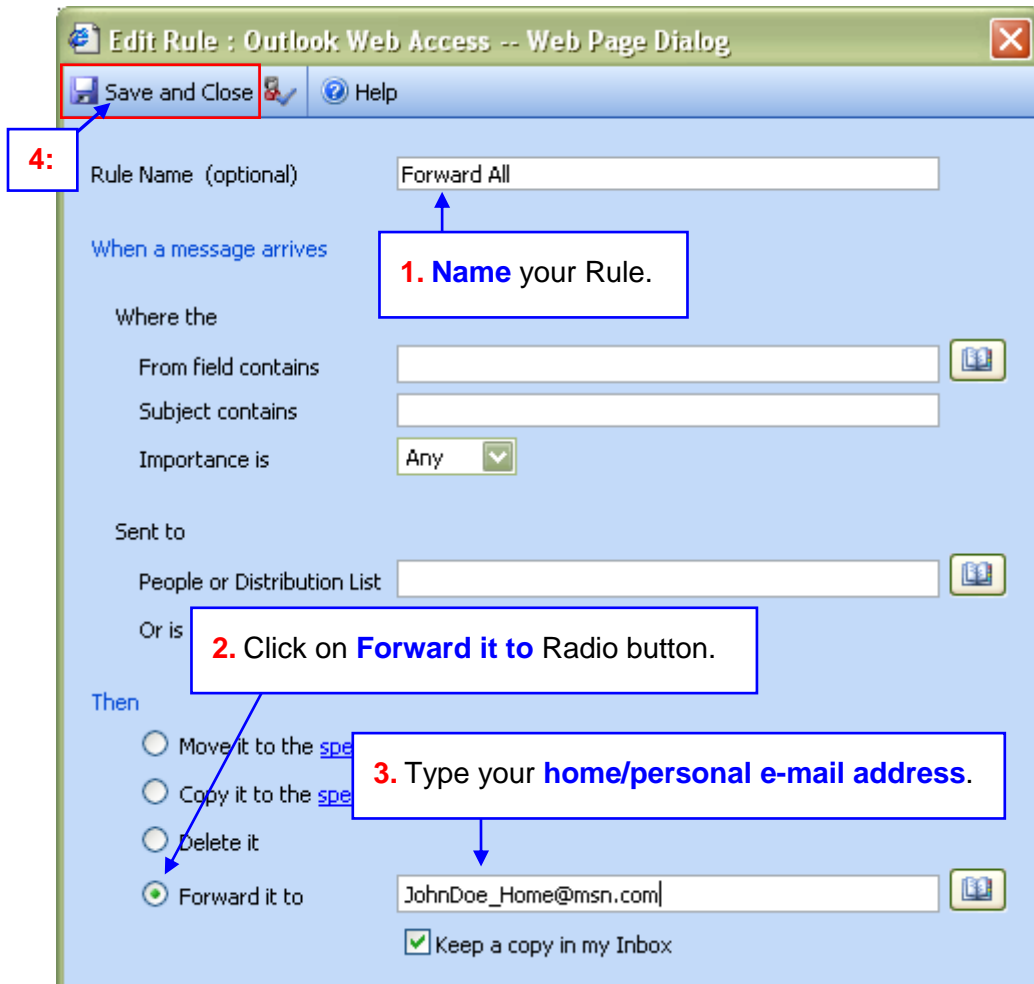 Edit Rule : Outlook Web Access -- Web Page Dialog
Save and Close Help
4:
Rule Name (optional) Forward All
1. Name your Rule.
When a message arrives
Where the
From field contains
Subject contains
Importance is Any
Sent to
People or Distribution List
Or is
2. Click on Forward it to Radio button.
Then
Move it to the spe
3. Type your home/personal e-mail address.
Copy it to the spe
Delete it
Forward it to JohnDoe_Home@msn.com
Keep a copy in my Inbox